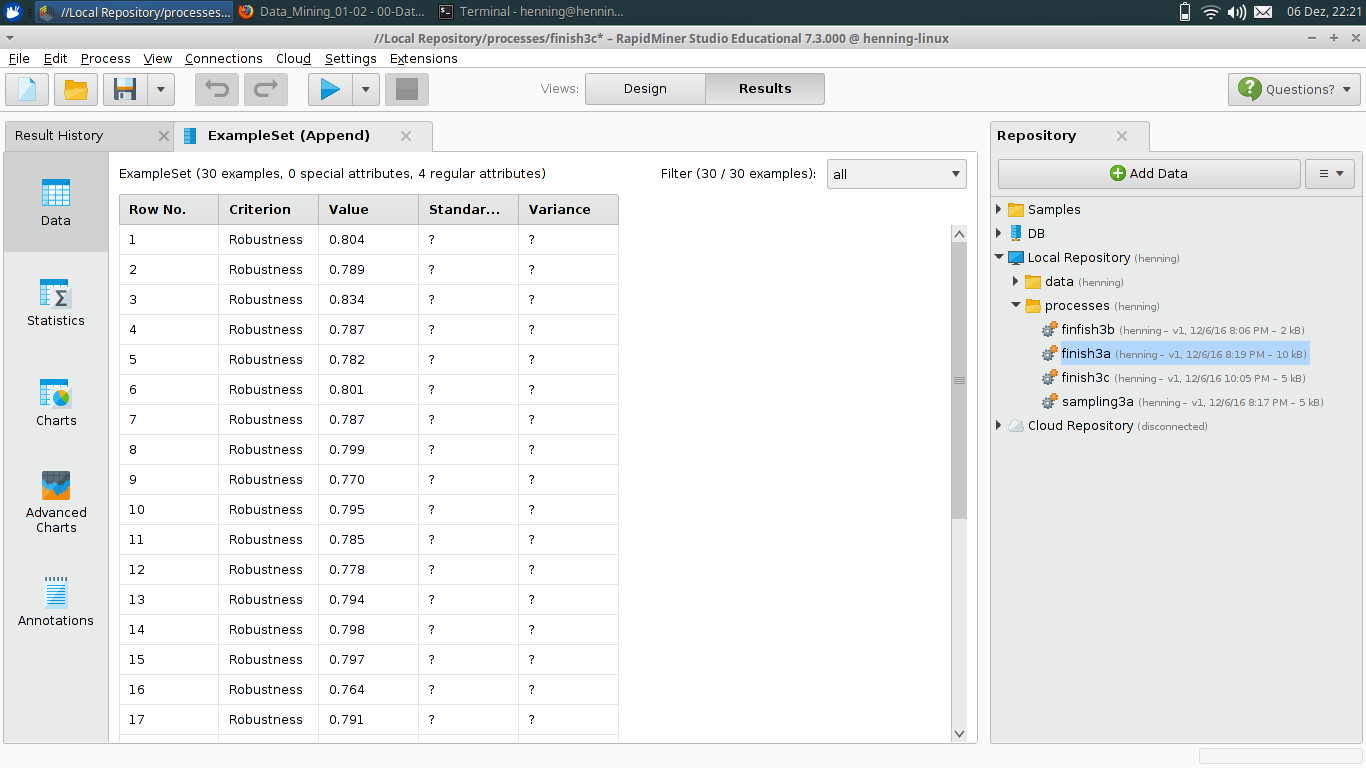 //Local Repository/processes... Data_Mining_01-02 - 00-Dat... Terminal - henning@hennin... 06 Dez, 22:21
//Local Repository/processes/finish3c* – RapidMiner Studio Educational 7.3.000 @ henning-linux
File Edit Process View Connections Cloud Settings Extensions
Views: Design Results Questions?
Result History ExampleSet (Append)
Data
Statistics
Charts
Advanced
Charts
Annotations
ExampleSet (30 examples, 0 special attributes, 4 regular attributes) Filter (30 / 30 examples): all
Row No. Criterion Value Standar... Variance
1 Robustness 0.804 ? ?
2 Robustness 0.789 ? ?
3 Robustness 0.834 ? ?
4 Robustness 0.787 ? ?
5 Robustness 0.782 ? ?
6 Robustness 0.801 ? ?
7 Robustness 0.787 ? ?
8 Robustness 0.799 ? ?
9 Robustness 0.770 ? ?
10 Robustness 0.795 ? ?
11 Robustness 0.785 ? ?
12 Robustness 0.778 ? ?
13 Robustness 0.794 ? ?
14 Robustness 0.798 ? ?
15 Robustness 0.797 ? ?
16 Robustness 0.764 ? ?
17 Robustness 0.791 ? ?
Repository
Add Data
Samples
DB
Local Repository (henning)
data (henning)
processes (henning)
finfish3b (henning – v1, 12/6/16 8:06 PM – 2 kB)
finish3a (henning – v1, 12/6/16 8:19 PM – 10 kB)
finish3c (henning – v1, 12/6/16 10:05 PM – 5 kB)
sampling3a (henning – v1, 12/6/16 8:17 PM – 5 kB)
Cloud Repository (disconnected)